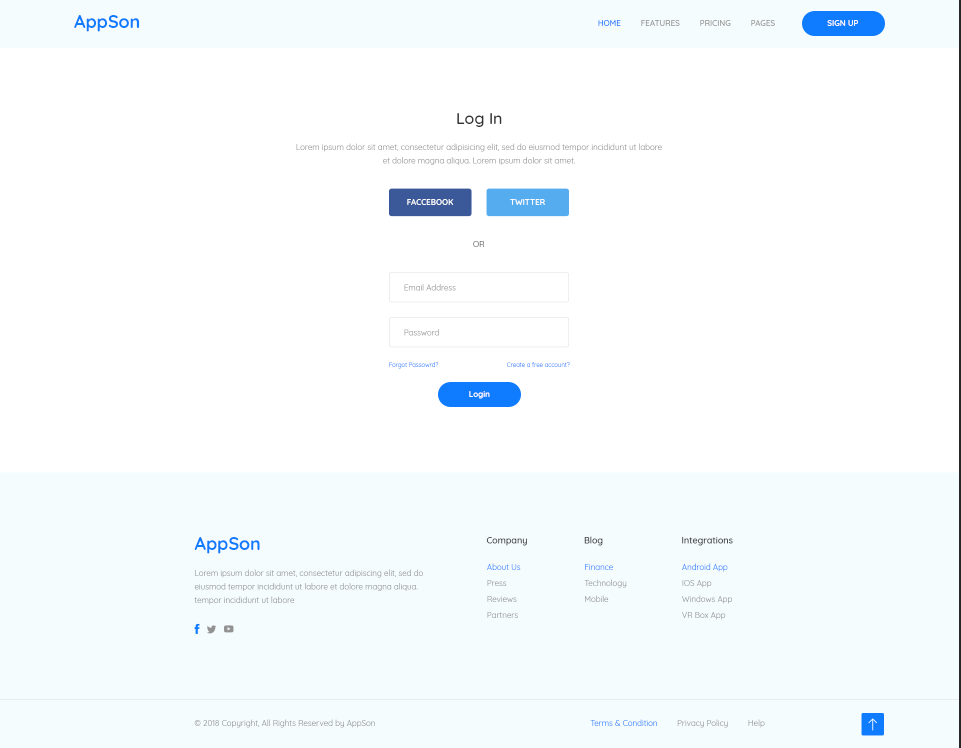 AppSon
HOME FEATURES PRICING PAGES SIGN UP
Log In
Lorem ipsum dolor sit amet, consectetur adipisicing elit, sed do eiusmod tempor incididunt ut labore
et dolore magna aliqua. Lorem ipsum dolor sit amet.
FACCEBOOK TWITTER
OR
Email Address
Password
Forgot Passowrd? Create a free account?
Login
AppSon
Lorem ipsum dolor sit amet, consectetur adipiscing elit, sed do
eiusmod tempor incididunt ut labore et dolore magna aliqua.
tempor incididunt ut labore
Company
About Us
Press
Reviews
Partners
Blog
Finance
Technology
Mobile
Integrations
Android App
IOS App
Windows App
VR Box App
© 2018 Copyright, All Rights Reserved by AppSon
Terms & Condition Privacy Policy Help